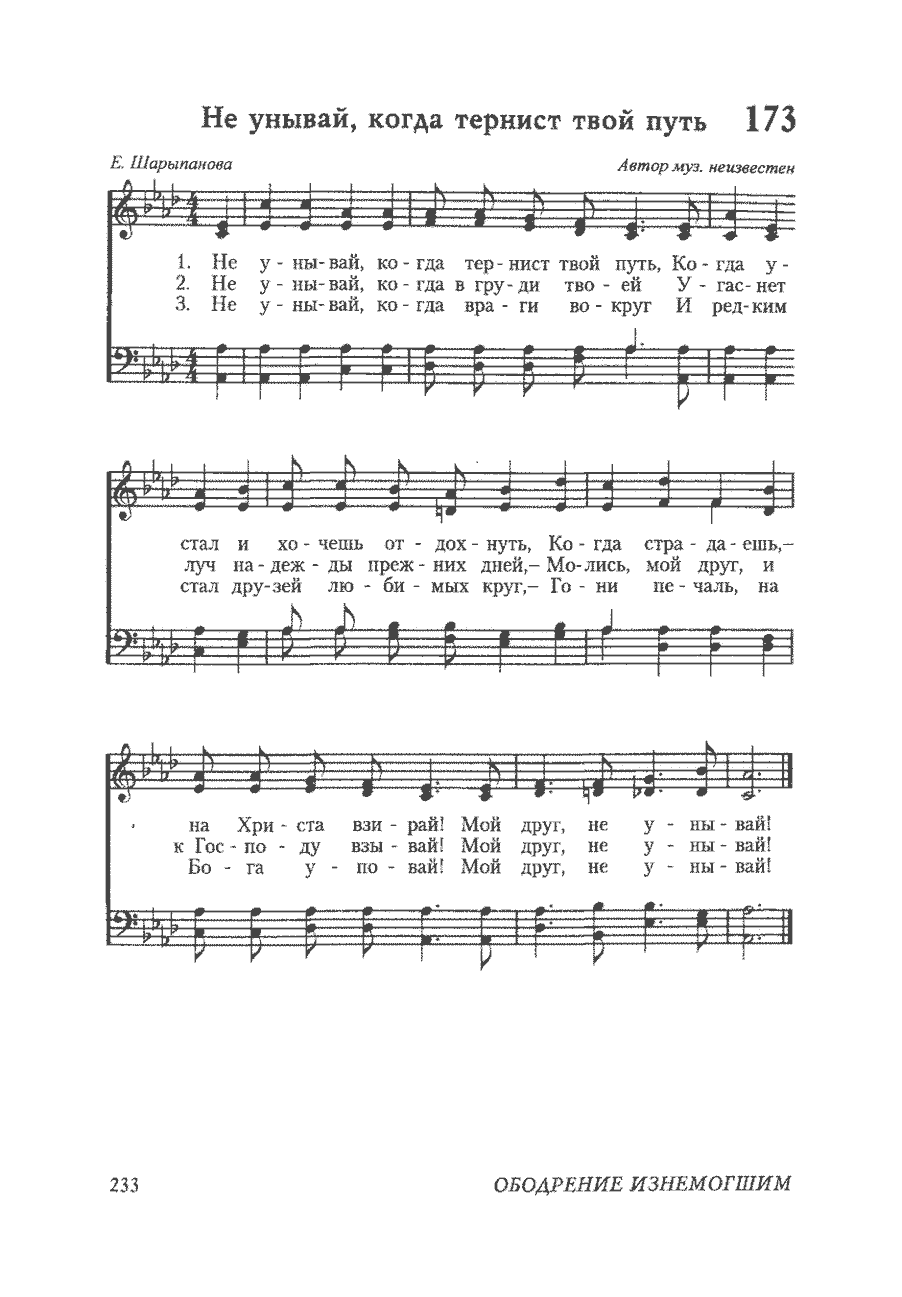 Не унывай, когда тернист твой путь 173
Е. Шарыпанова Автор муз. неизвестен
1. Не у - ны-вай, ко - гда тер - нист твой путь, Ко - гда у -
2. Не у - ны-вай, ко - гда в гру - ди тво - ей У - гас - нет
3. Не у - ны-вай, ко - гда вра - ги во - круг И ред-ким
стал и хо - чешь от - дох - нуть, Ко - гда стра - да - ешь,–
луч на - деж - ды преж - них дней,– Мо-лись, мой друг, и
стал дру-зей лю - би - мых круг,– Го - ни пе - чаль, на
на Хри - ста взи - рай! Мой друг, не у - ны - вай!
к Гос - по - ду взы - вай! Мой друг, не у - ны - вай!
Бо - га у - по - вай! Мой друг, не у - ны - вай!
233 ОБОДРЕНИЕ ИЗНЕМОГШИМ